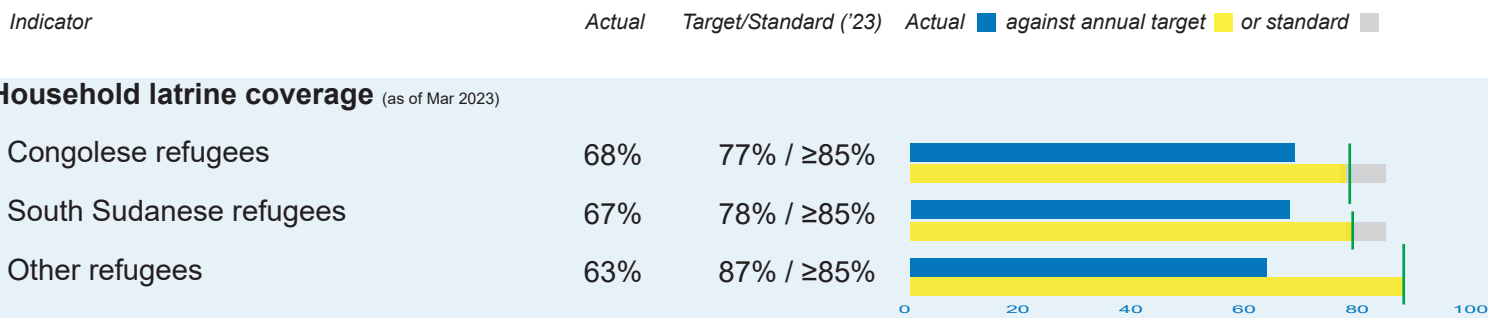 Indicator Actual Target/Standard ('23) Actual against annual target or standard
Household latrine coverage (as of Mar 2023)
Congolese refugees 68% 77% / ≥85%
South Sudanese refugees 67% 78% / ≥85%
Other refugees 63% 87% / ≥85%
0 20 40 60 80 100